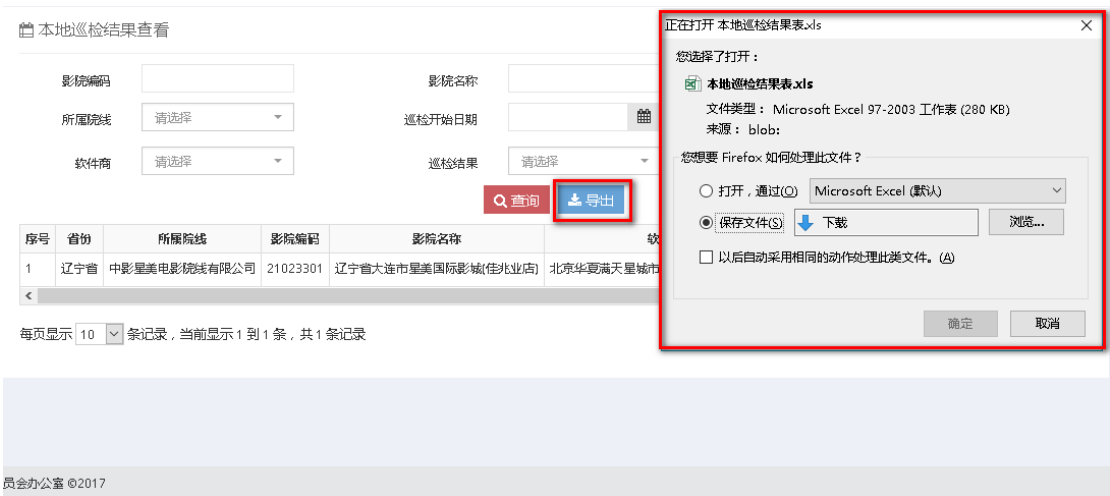 本地巡检结果查看
影院编码
影院名称
所属院线 请选择
巡检开始日期
软件商 请选择
巡检结果 请选择
查询 导出
序号 省份 所属院线 影院编码 影院名称 软
1 辽宁省 中影星美电影院线有限公司 21023301 辽宁省大连市星美国际影城(佳兆业店) 北京华夏满天星城市
每页显示 10 条记录，当前显示 1 到 1 条，共 1 条记录
员会办公室 ©2017
正在打开 本地巡检结果表.xls
您选择了打开：
本地巡检结果表.xls
文件类型： Microsoft Excel 97-2003 工作表 (280 KB)
来源： blob:
您想要 Firefox 如何处理此文件？
打开，通过(O) Microsoft Excel (默认)
保存文件(S) 下载 浏览...
以后自动采用相同的动作处理此类文件。(A)
确定 取消